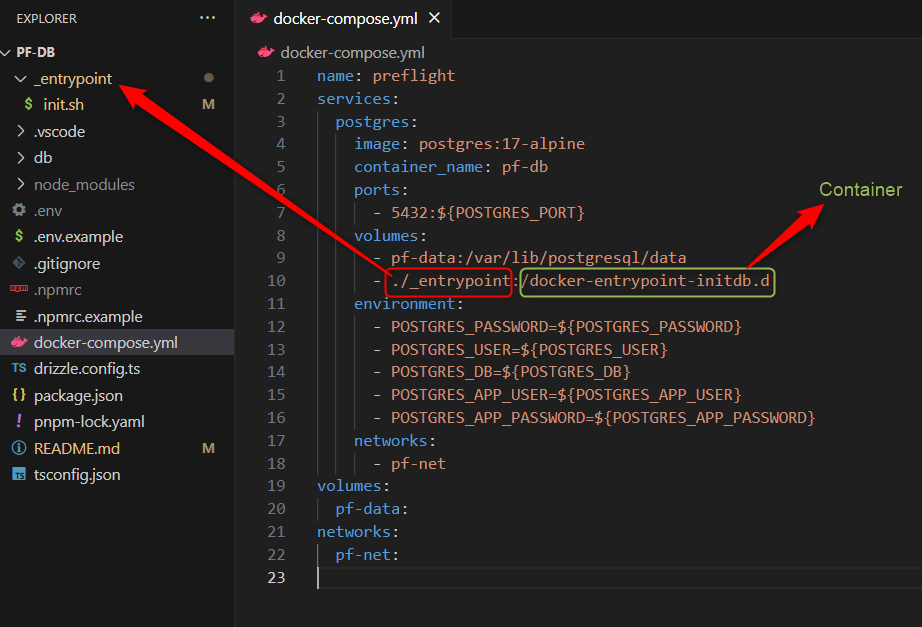 EXPLORER
···
PF-DB
_entrypoint
$ init.sh M
.vscode
db
node_modules
.env
$ .env.example
.gitignore
npm .npmrc
.npmrc.example
docker-compose.yml
TS drizzle.config.ts
{} package.json
! pnpm-lock.yaml
README.md M
TS tsconfig.json
docker-compose.yml ×
docker-compose.yml
1 name: preflight
2 services:
3 postgres:
4 image: postgres:17-alpine
5 container_name: pf-db
6 ports:
7 - 5432:${POSTGRES_PORT}
8 volumes:
9 - pf-data:/var/lib/postgresql/data
10 - ./_entrypoint:/docker-entrypoint-initdb.d
11 environment:
12 - POSTGRES_PASSWORD=${POSTGRES_PASSWORD}
13 - POSTGRES_USER=${POSTGRES_USER}
14 - POSTGRES_DB=${POSTGRES_DB}
15 - POSTGRES_APP_USER=${POSTGRES_APP_USER}
16 - POSTGRES_APP_PASSWORD=${POSTGRES_APP_PASSWORD}
17 networks:
18 - pf-net
19 volumes:
20 pf-data:
21 networks:
22 pf-net:
23
Container